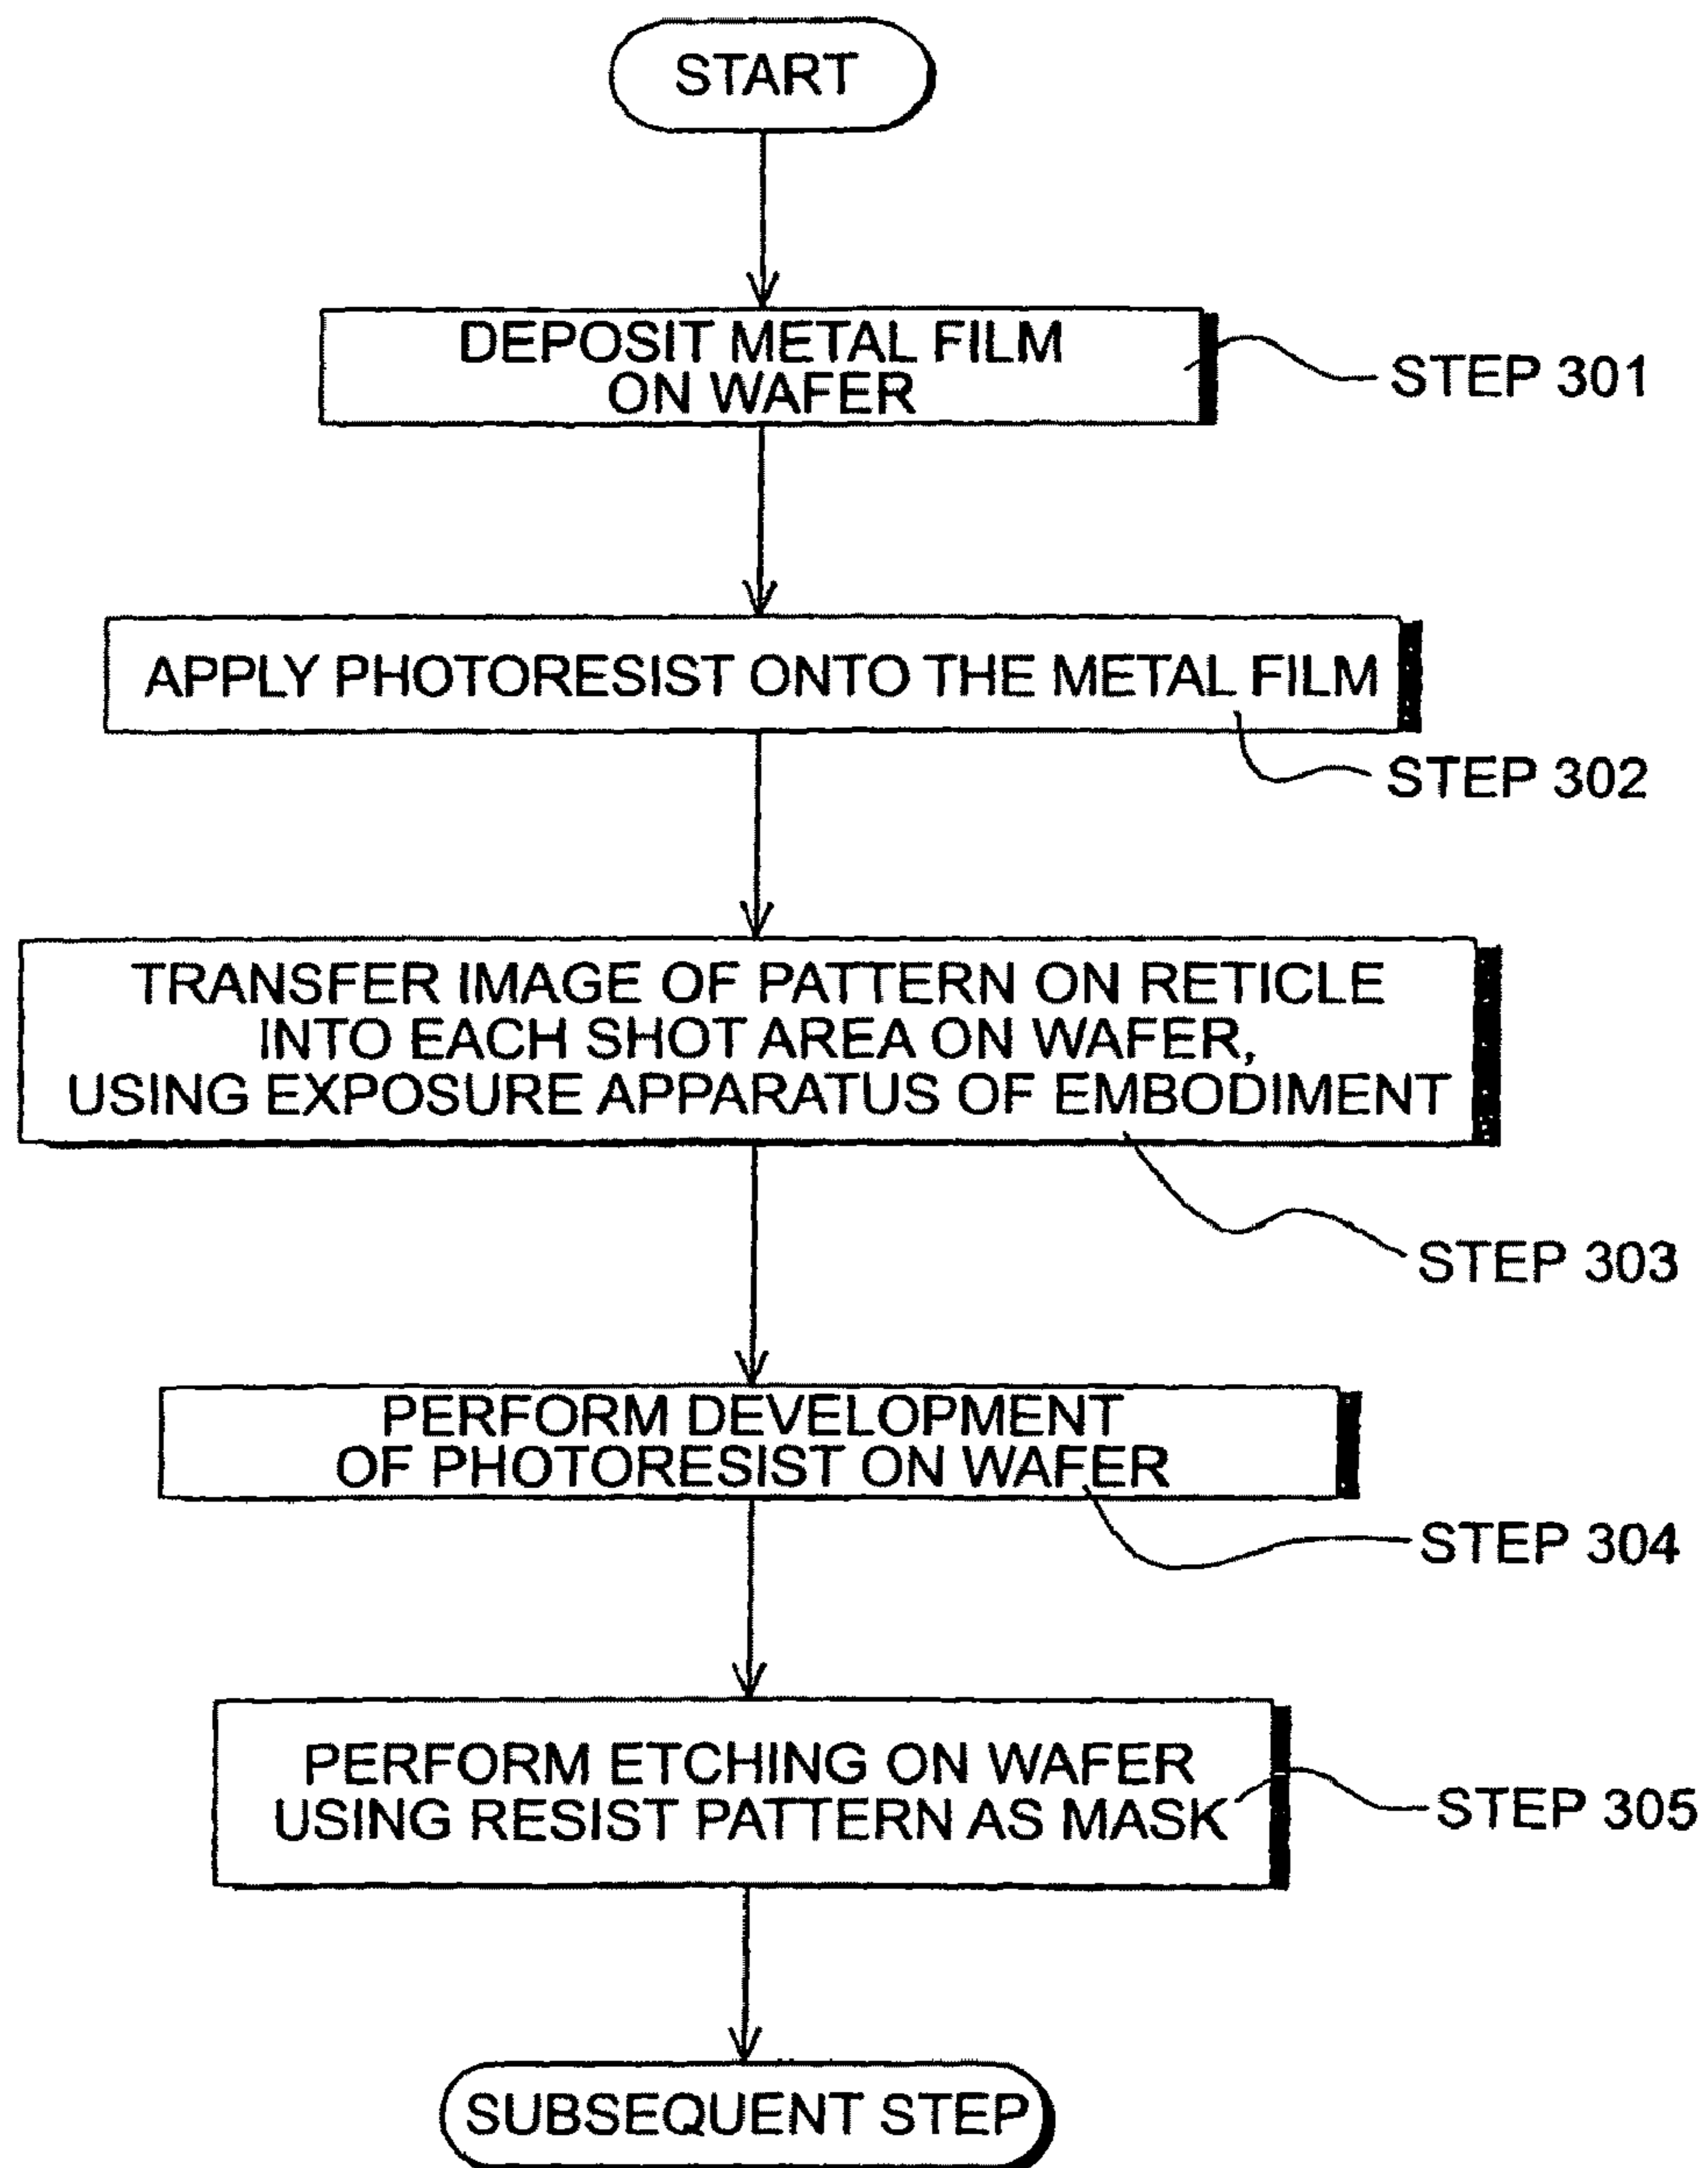 START
DEPOSIT METAL FILM
ON WAFER
STEP 301
APPLY PHOTORESIST ONTO THE METAL FILM
STEP 302
TRANSFER IMAGE OF PATTERN ON RETICLE
INTO EACH SHOT AREA ON WAFER,
USING EXPOSURE APPARATUS OF EMBODIMENT
STEP 303
PERFORM DEVELOPMENT
OF PHOTORESIST ON WAFER
STEP 304
PERFORM ETCHING ON WAFER
USING RESIST PATTERN AS MASK
STEP 305
SUBSEQUENT STEP